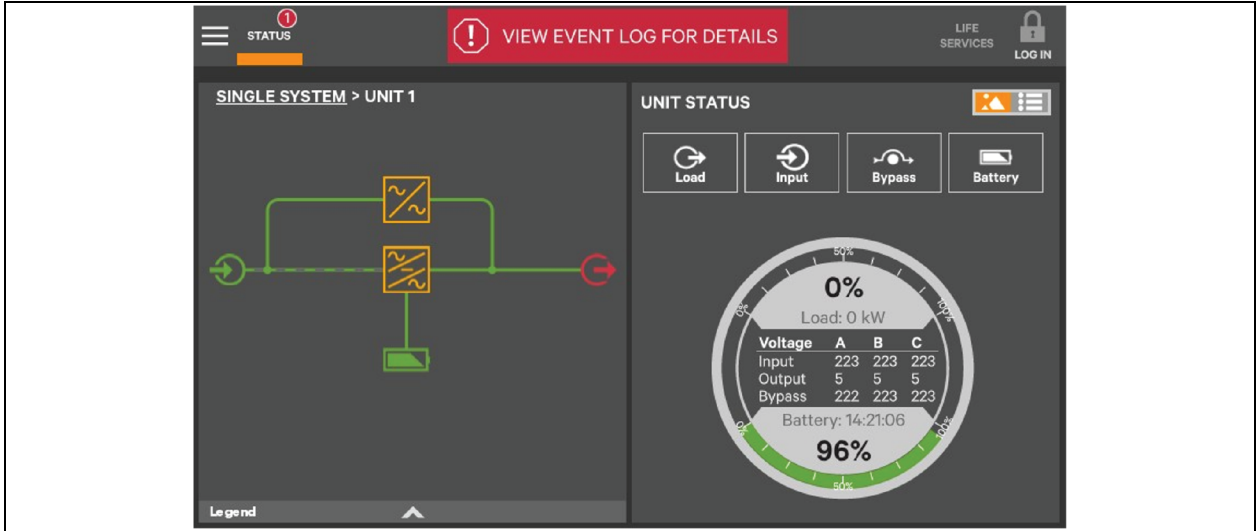 1
STATUS
VIEW EVENT LOG FOR DETAILS
LIFE
SERVICES
LOG IN
SINGLE SYSTEM > UNIT 1
UNIT STATUS
Load
Input
Bypass
Battery
50%
0%
100%
0%
Load: 0 kW
Voltage A B C
Input 223 223 223
Output 5 5 5
Bypass 222 223 223
Battery: 14:21:06
0%
100%
96%
50%
Legend